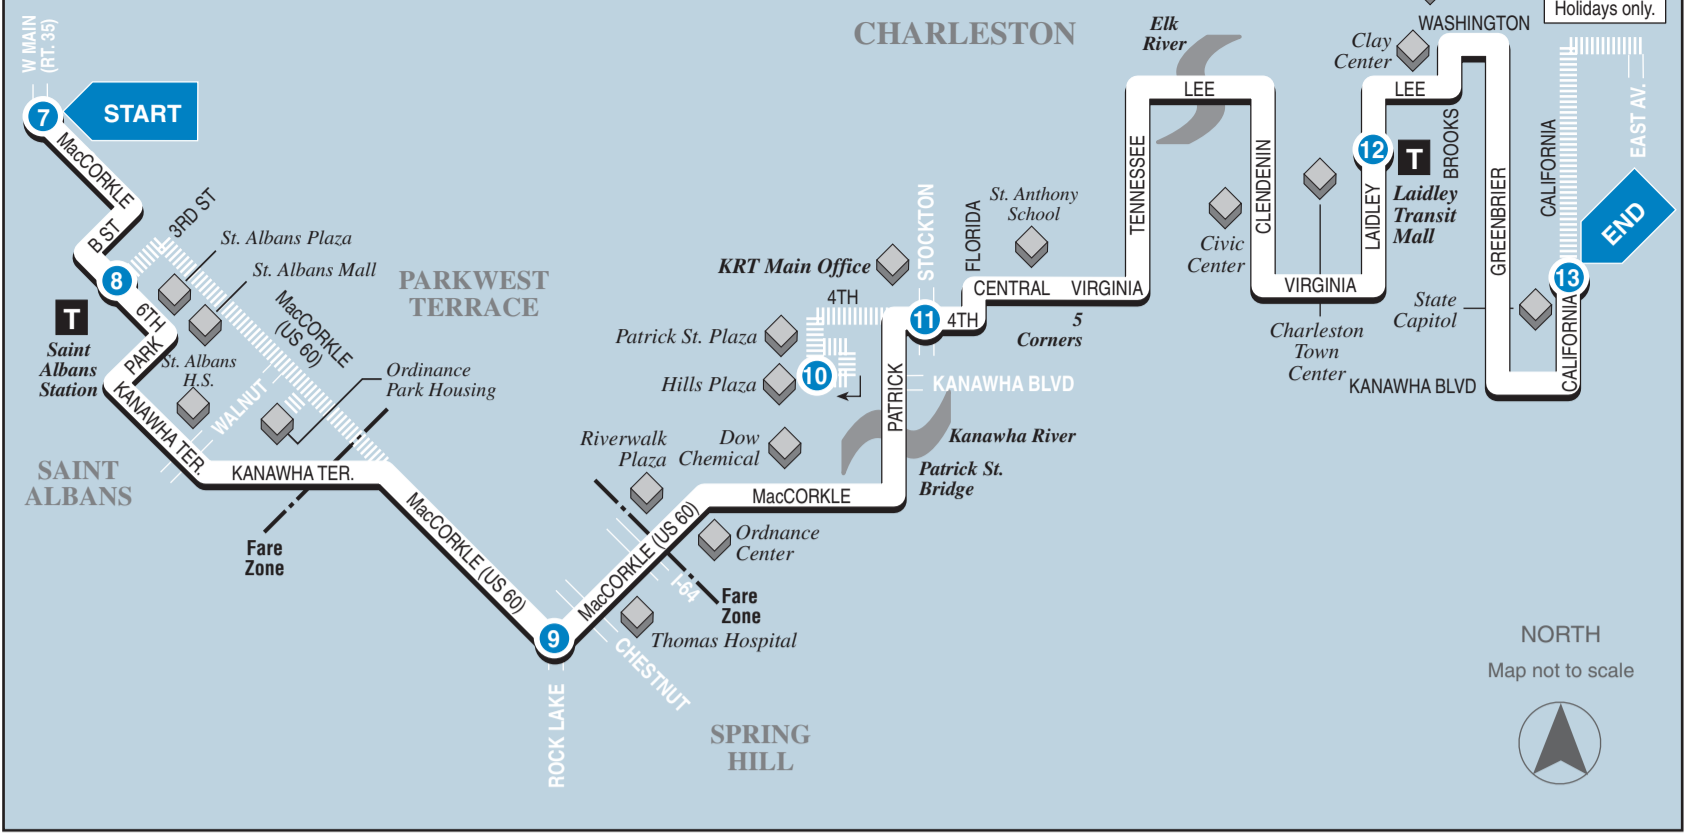 Holidays only.
WASHINGTON
CHARLESTON
Elk
River
Clay
Center
W MAIN
(RT. 35)
7
START
MacCORKLE
B ST
3RD ST
8
St. Albans Plaza
St. Albans Mall
6TH
T
Saint
Albans
Station
PARK
St. Albans
H.S.
WALNUT
MacCORKLE
(US 60)
PARKWEST
TERRACE
Ordinance
Park Housing
KANAWHA TER.
KANAWHA TER.
SAINT
ALBANS
Fare
Zone
MacCORKLE (US 60)
9
ROCK LAKE
MacCORKLE (US 60)
CHESTNUT
I-64
Thomas Hospital
Fare
Zone
SPRING
HILL
Riverwalk
Plaza
Dow
Chemical
Ordnance
Center
MacCORKLE
PATRICK
Kanawha River
Patrick St.
Bridge
KANAWHA BLVD
KRT Main Office
4TH
Patrick St. Plaza
Hills Plaza
10
STOCKTON
11
4TH
FLORIDA
St. Anthony
School
CENTRAL
VIRGINIA
5
Corners
TENNESSEE
LEE
CLENDENIN
Civic
Center
VIRGINIA
Charleston
Town
Center
LAIDLEY
12
T
Laidley
Transit
Mall
LEE
BROOKS
GREENBRIER
KANAWHA BLVD
State
Capitol
CALIFORNIA
CALIFORNIA
13
END
EAST AV.
NORTH
Map not to scale